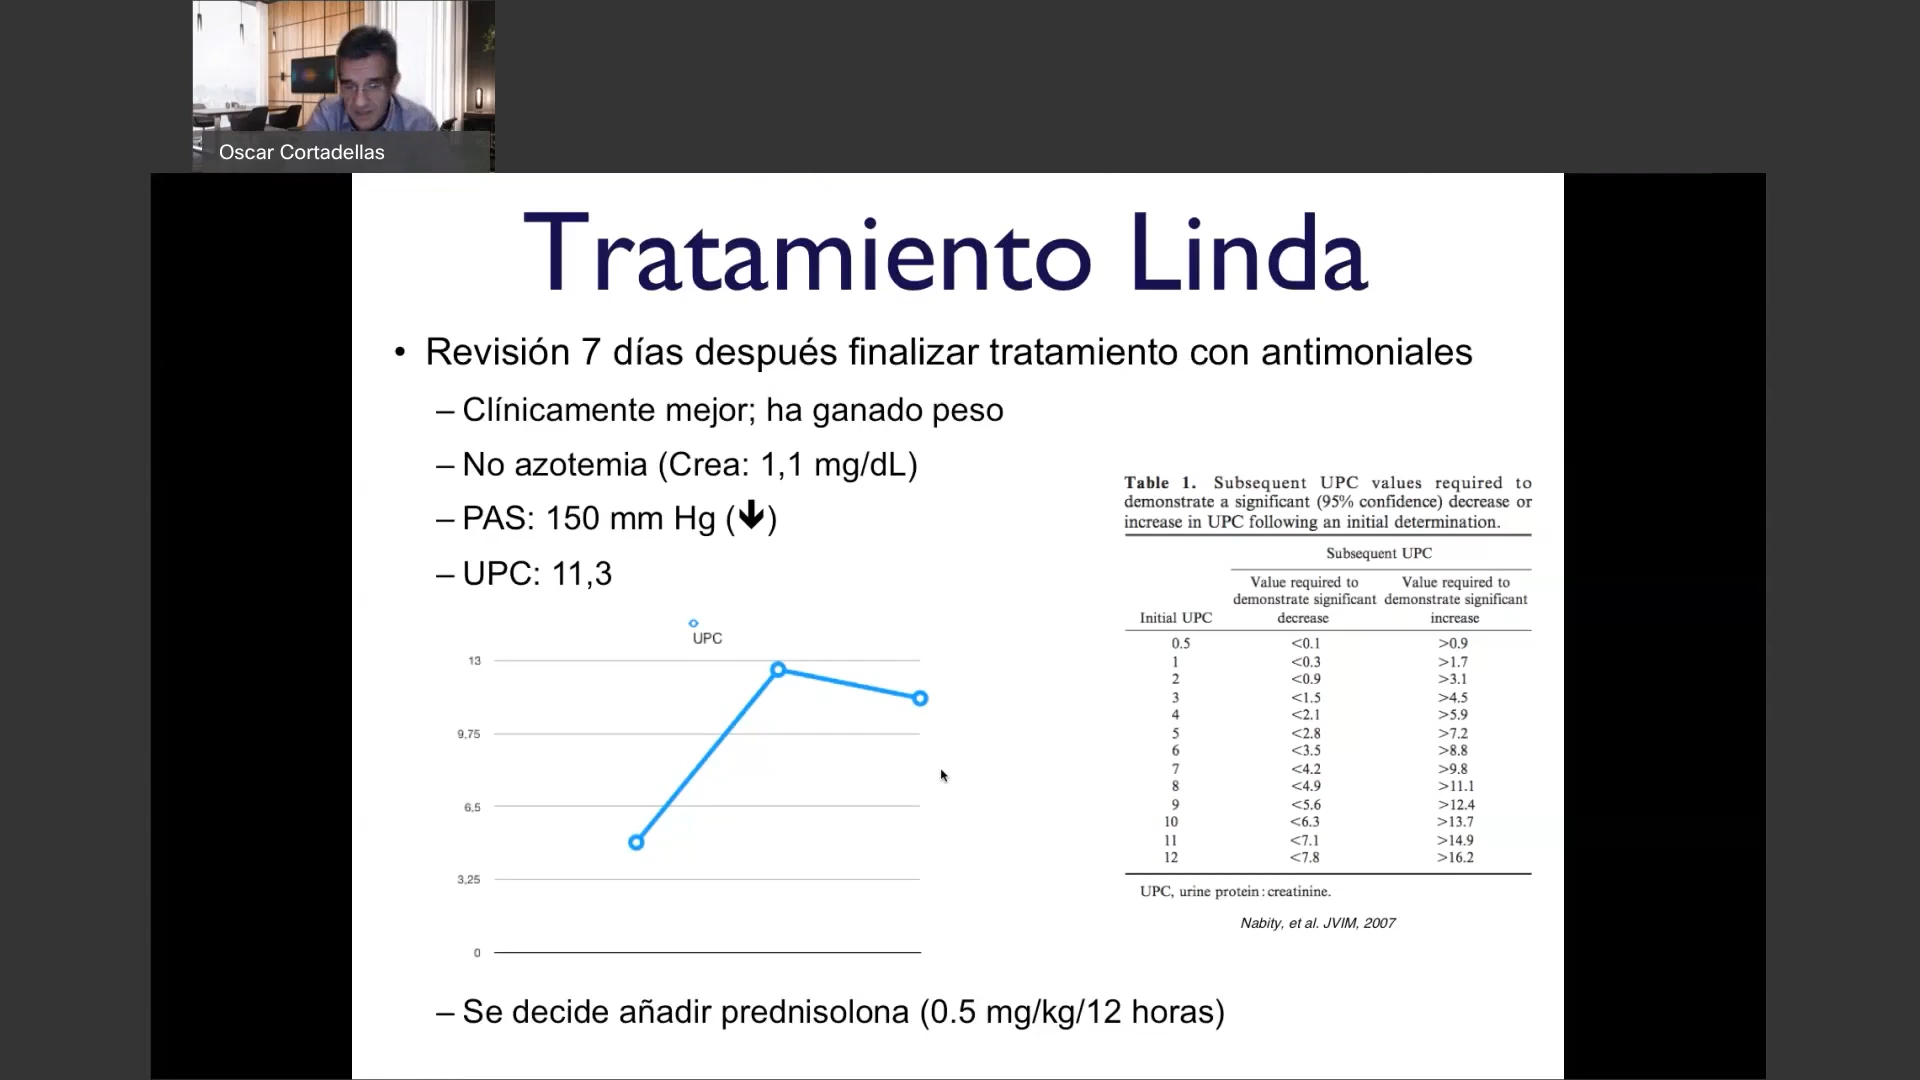 Oscar Cortadellas
Tratamiento Linda
• Revisión 7 días después finalizar tratamiento con antimoniales
– Clínicamente mejor; ha ganado peso
– No azotemia (Crea: 1,1 mg/dL)
– PAS: 150 mm Hg (🡫)
– UPC: 11,3
UPC
13
9,75
6,5
3,25
0
Table 1. Subsequent UPC values required to
demonstrate a significant (95% confidence) decrease or
increase in UPC following an initial determination.
Subsequent UPC
Value required to Value required to
demonstrate significant demonstrate significant
Initial UPC decrease increase
0.5 <0.1 >0.9
1 <0.3 >1.7
2 <0.9 >3.1
3 <1.5 >4.5
4 <2.1 >5.9
5 <2.8 >7.2
6 <3.5 >8.8
7 <4.2 >9.8
8 <4.9 >11.1
9 <5.6 >12.4
10 <6.3 >13.7
11 <7.1 >14.9
12 <7.8 >16.2
UPC, urine protein:creatinine.
Nabity, et al. JVIM, 2007
– Se decide añadir prednisolona (0.5 mg/kg/12 horas)